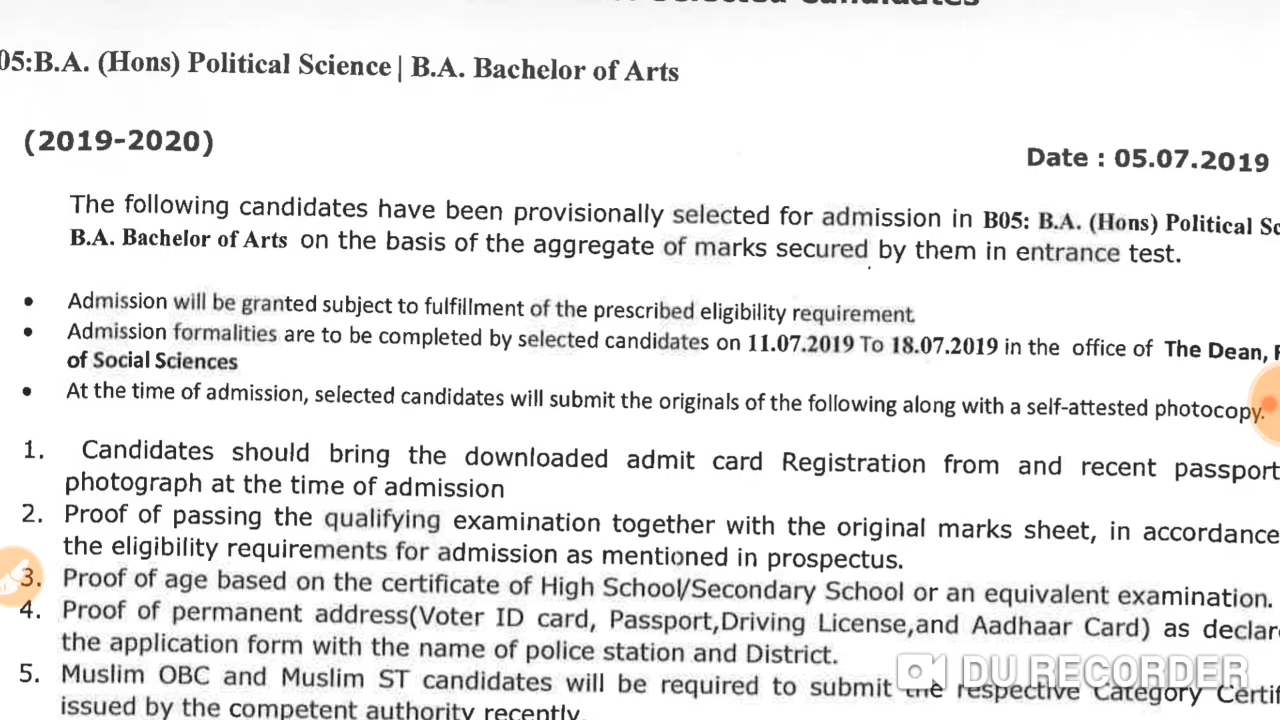 Selected Candidates
05:B.A. (Hons) Political Science | B.A. Bachelor of Arts
(2019-2020)
Date : 05.07.2019
The following candidates have been provisionally selected for admission in B05: B.A. (Hons) Political Sc
B.A. Bachelor of Arts on the basis of the aggregate of marks secured by them in entrance test.
• Admission will be granted subject to fulfillment of the prescribed eligibility requirement
• Admission formalities are to be completed by selected candidates on 11.07.2019 To 18.07.2019 in the office of The Dean, F
of Social Sciences
• At the time of admission, selected candidates will submit the originals of the following along with a self-attested photocopy.
1. Candidates should bring the downloaded admit card Registration from and recent passport
photograph at the time of admission
2. Proof of passing the qualifying examination together with the original marks sheet, in accordance
the eligibility requirements for admission as mentioned in prospectus.
3. Proof of age based on the certificate of High School/Secondary School or an equivalent examination.
4. Proof of permanent address(Voter ID card, Passport,Driving License,and Aadhaar Card) as declar
the application form with the name of police station and District.
5. Muslim OBC and Muslim ST candidates will be required to submit the respective Category Certif
issued by the competent authority recently.
DU RECORDER